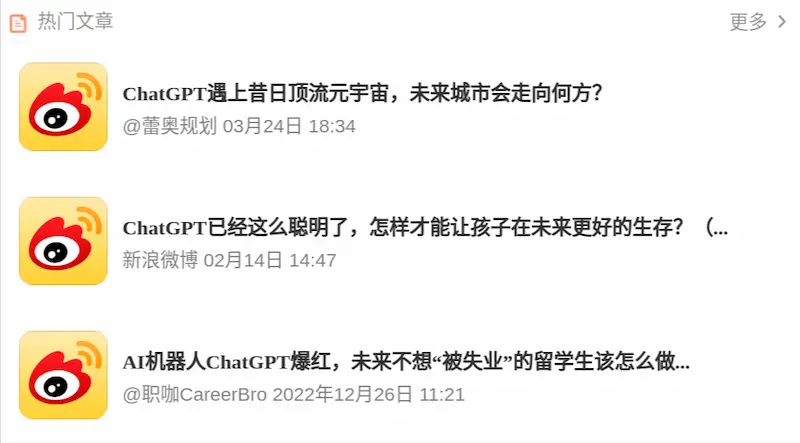 热门文章
更多
ChatGPT遇上昔日顶流元宇宙，未来城市会走向何方？
@蕾奥规划 03月24日 18:34
ChatGPT已经这么聪明了，怎样才能让孩子在未来更好的生存？（...
新浪微博 02月14日 14:47
AI机器人ChatGPT爆红，未来不想“被失业”的留学生该怎么做...
@职咖CareerBro 2022年12月26日 11:21